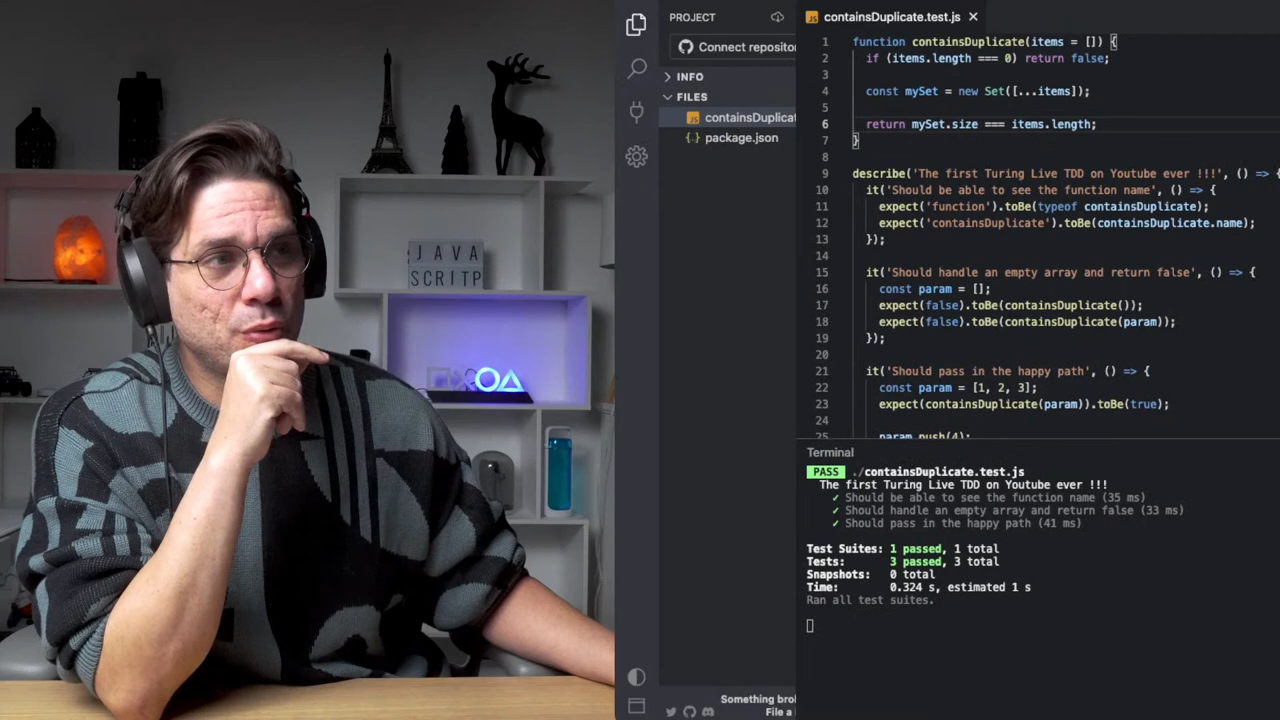 JAVA
SCRITP
PROJECT
Connect reposito
INFO
FILES
JS containsDuplicat
{} package.json
Something bro
File a
JS containsDuplicate.test.js ×
1 function containsDuplicate(items = []) {
2 if (items.length === 0) return false;
3
4 const mySet = new Set([...items]);
5
6 return mySet.size === items.length;
7 }
8
9 describe('The first Turing Live TDD on Youtube ever !!!', () => {
10 it('Should be able to see the function name', () => {
11 expect('function').toBe(typeof containsDuplicate);
12 expect('containsDuplicate').toBe(containsDuplicate.name);
13 });
14
15 it('Should handle an empty array and return false', () => {
16 const param = [];
17 expect(false).toBe(containsDuplicate());
18 expect(false).toBe(containsDuplicate(param));
19 });
20
21 it('Should pass in the happy path', () => {
22 const param = [1, 2, 3];
23 expect(containsDuplicate(param)).toBe(true);
24
25 param.push(4);
Terminal
PASS ./containsDuplicate.test.js
The first Turing Live TDD on Youtube ever !!!
✓ Should be able to see the function name (35 ms)
✓ Should handle an empty array and return false (33 ms)
✓ Should pass in the happy path (41 ms)
Test Suites: 1 passed, 1 total
Tests: 3 passed, 3 total
Snapshots: 0 total
Time: 0.324 s, estimated 1 s
Ran all test suites.